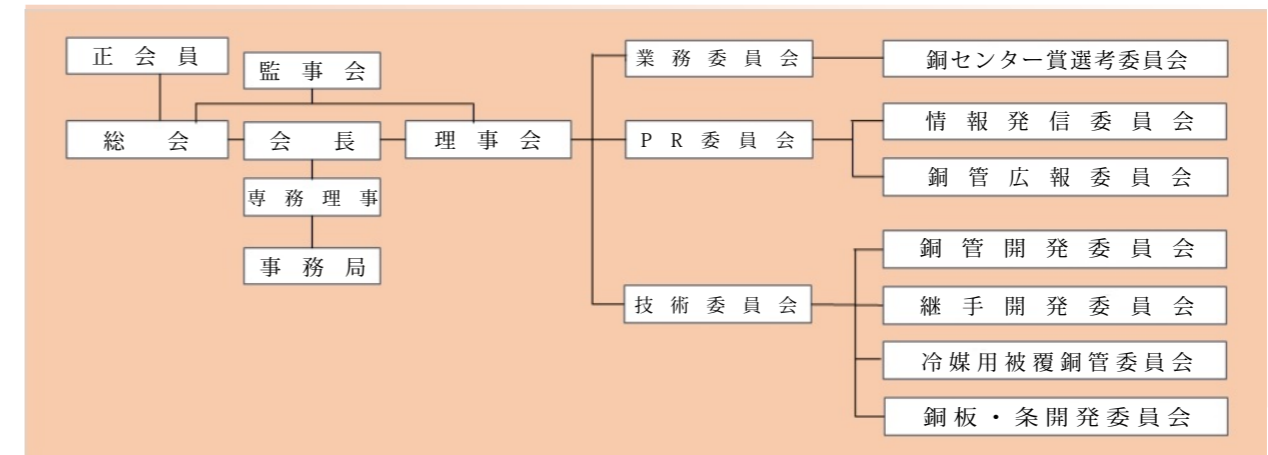 正会員
監事会
総会
会長
理事会
専務理事
事務局
業務委員会
銅センター賞選考委員会
PR委員会
情報発信委員会
銅管広報委員会
技術委員会
銅管開発委員会
継手開発委員会
冷媒用被覆銅管委員会
銅板・条開発委員会